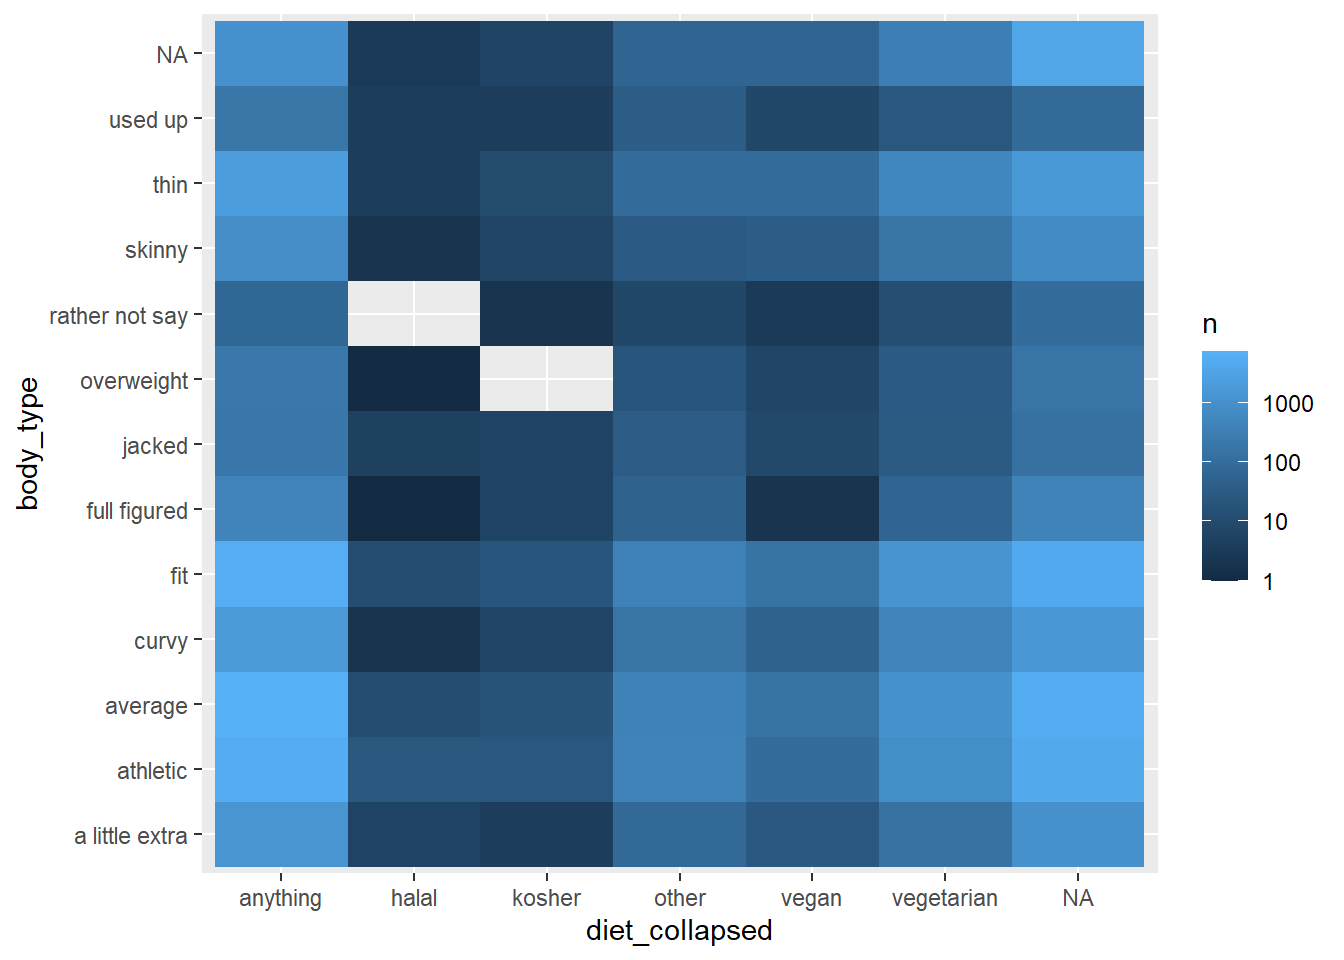 NA
used up
thin
skinny
rather not say
overweight
jacked
full figured
fit
curvy
average
athletic
a little extra
body_type
anything halal kosher other vegan vegetarian NA
diet_collapsed
n
1000
100
10
1